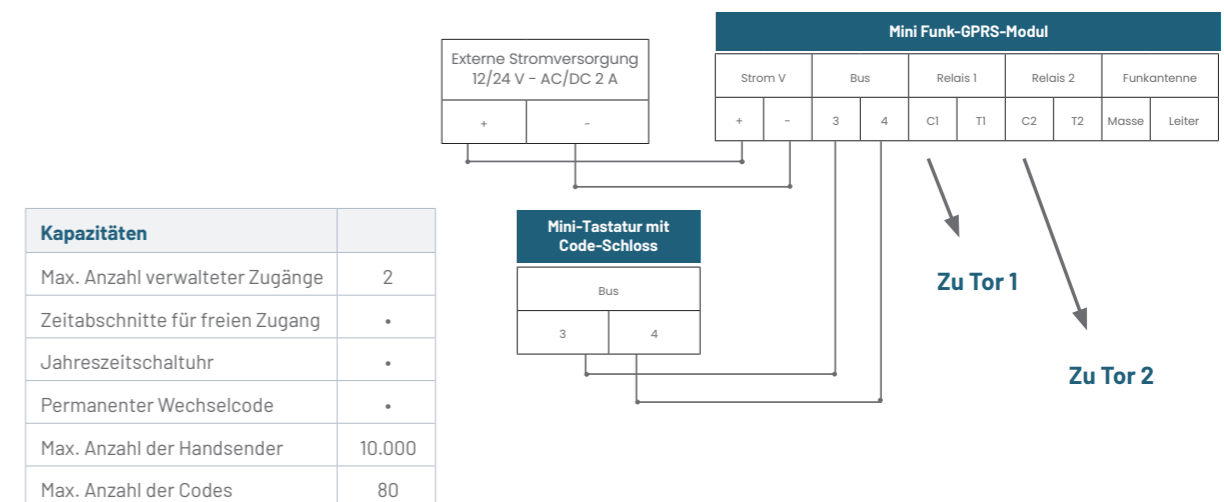 Mini Funk-GPRS-Modul
Externe Stromversorgung
12/24 V - AC/DC 2 A
Strom V Bus Relais 1 Relais 2 Funkantenne
+ -
+ - 3 4 C1 T1 C2 T2 Masse Leiter
Mini-Tastatur mit
Code-Schloss
Bus
3 4
Zu Tor 1
Zu Tor 2
Kapazitäten
Max. Anzahl verwalteter Zugänge 2
Zeitabschnitte für freien Zugang •
Jahreszeitschaltuhr •
Permanenter Wechselcode •
Max. Anzahl der Handsender 10.000
Max. Anzahl der Codes 80